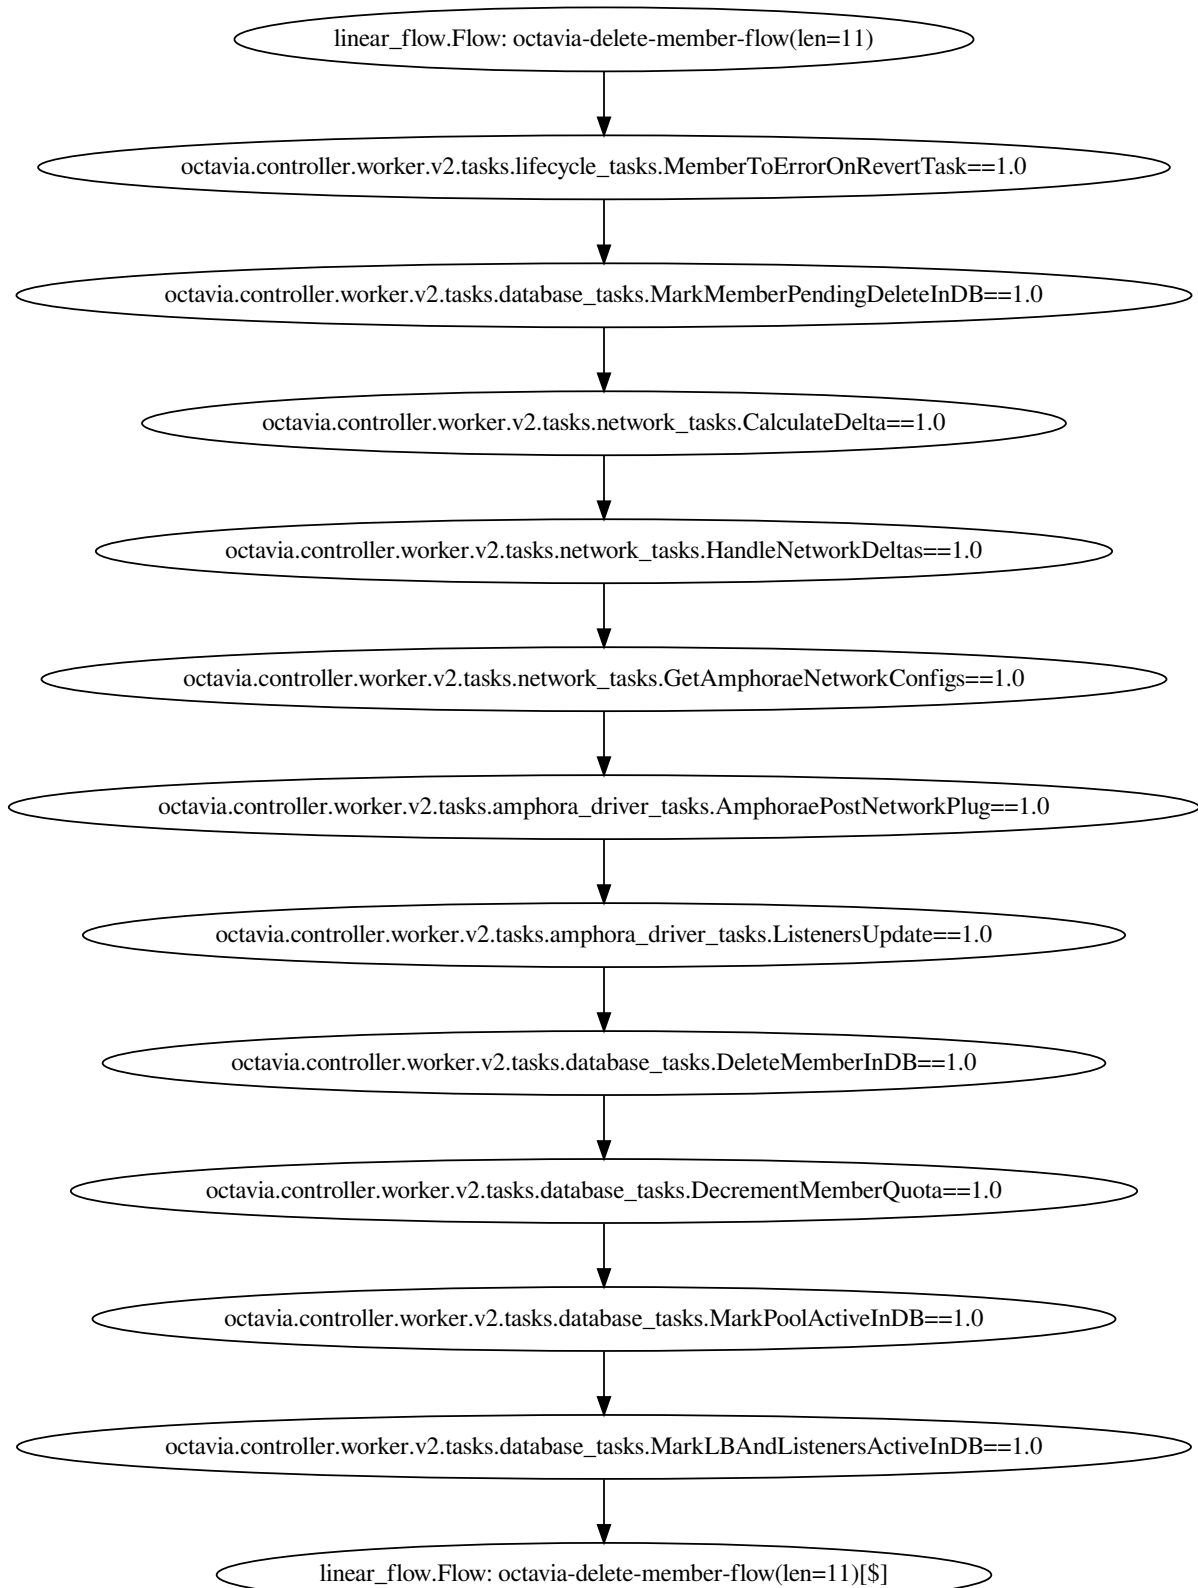 linear_flow.Flow: octavia-delete-member-flow(len=11)
octavia.controller.worker.v2.tasks.lifecycle_tasks.MemberToErrorOnRevertTask==1.0
octavia.controller.worker.v2.tasks.database_tasks.MarkMemberPendingDeleteInDB==1.0
octavia.controller.worker.v2.tasks.network_tasks.CalculateDelta==1.0
octavia.controller.worker.v2.tasks.network_tasks.HandleNetworkDeltas==1.0
octavia.controller.worker.v2.tasks.network_tasks.GetAmphoraeNetworkConfigs==1.0
octavia.controller.worker.v2.tasks.amphora_driver_tasks.AmphoraePostNetworkPlug==1.0
octavia.controller.worker.v2.tasks.amphora_driver_tasks.ListenersUpdate==1.0
octavia.controller.worker.v2.tasks.database_tasks.DeleteMemberInDB==1.0
octavia.controller.worker.v2.tasks.database_tasks.DecrementMemberQuota==1.0
octavia.controller.worker.v2.tasks.database_tasks.MarkPoolActiveInDB==1.0
octavia.controller.worker.v2.tasks.database_tasks.MarkLBAndListenersActiveInDB==1.0
linear_flow.Flow: octavia-delete-member-flow(len=11)[$]